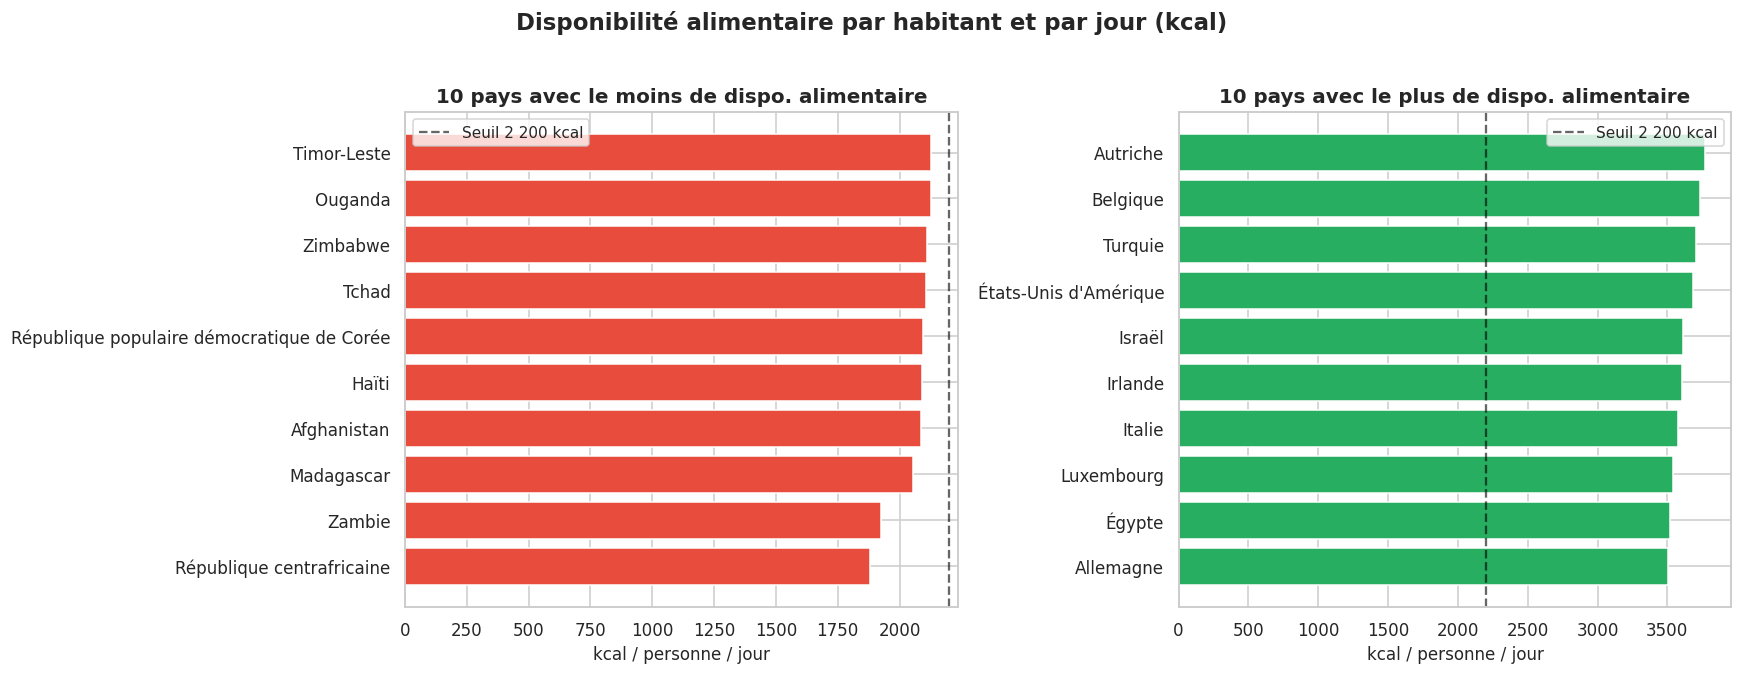 Disponibilité alimentaire par habitant et par jour (kcal)
10 pays avec le moins de dispo. alimentaire
Seuil 2 200 kcal
Timor-Leste
Ouganda
Zimbabwe
Tchad
République populaire démocratique de Corée
Haïti
Afghanistan
Madagascar
Zambie
République centrafricaine
0 250 500 750 1000 1250 1500 1750 2000
kcal / personne / jour
10 pays avec le plus de dispo. alimentaire
Seuil 2 200 kcal
Autriche
Belgique
Turquie
États-Unis d'Amérique
Israël
Irlande
Italie
Luxembourg
Égypte
Allemagne
0 500 1000 1500 2000 2500 3000 3500
kcal / personne / jour